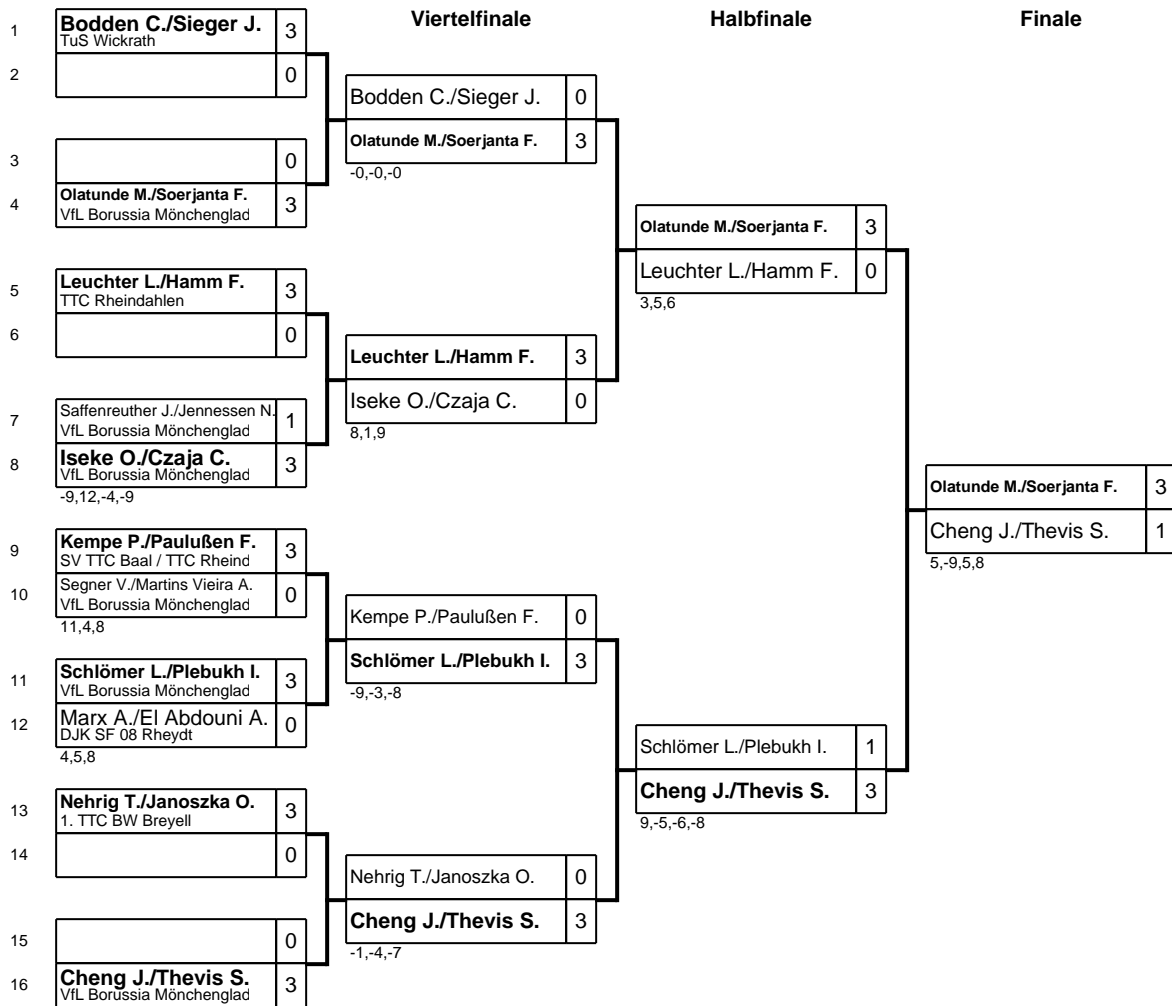 Viertelfinale
Halbfinale
Finale
1
Bodden C./Sieger J.
3
TuS Wickrath
2
0
Bodden C./Sieger J.
0
Olatunde M./Soerjanta F.
3
-0,-0,-0
3
0
4
Olatunde M./Soerjanta F.
3
VfL Borussia Mönchenglad
Olatunde M./Soerjanta F.
3
Leuchter L./Hamm F.
0
3,5,6
5
Leuchter L./Hamm F.
3
TTC Rheindahlen
6
0
Leuchter L./Hamm F.
3
Iseke O./Czaja C.
0
8,1,9
7
Saffenreuther J./Jennessen N.
1
VfL Borussia Mönchenglad
8
Iseke O./Czaja C.
3
VfL Borussia Mönchenglad
-9,12,-4,-9
Olatunde M./Soerjanta F.
3
Cheng J./Thevis S.
1
5,-9,5,8
9
Kempe P./Paulußen F.
3
SV TTC Baal / TTC Rheind
10
Segner V./Martins Vieira A.
0
VfL Borussia Mönchenglad
11,4,8
Kempe P./Paulußen F.
0
Schlömer L./Plebukh I.
3
-9,-3,-8
11
Schlömer L./Plebukh I.
3
VfL Borussia Mönchenglad
12
Marx A./El Abdouni A.
0
DJK SF 08 Rheydt
4,5,8
Schlömer L./Plebukh I.
1
Cheng J./Thevis S.
3
9,-5,-6,-8
13
Nehrig T./Janoszka O.
3
1. TTC BW Breyell
14
0
Nehrig T./Janoszka O.
0
Cheng J./Thevis S.
3
-1,-4,-7
15
0
16
Cheng J./Thevis S.
3
VfL Borussia Mönchenglad